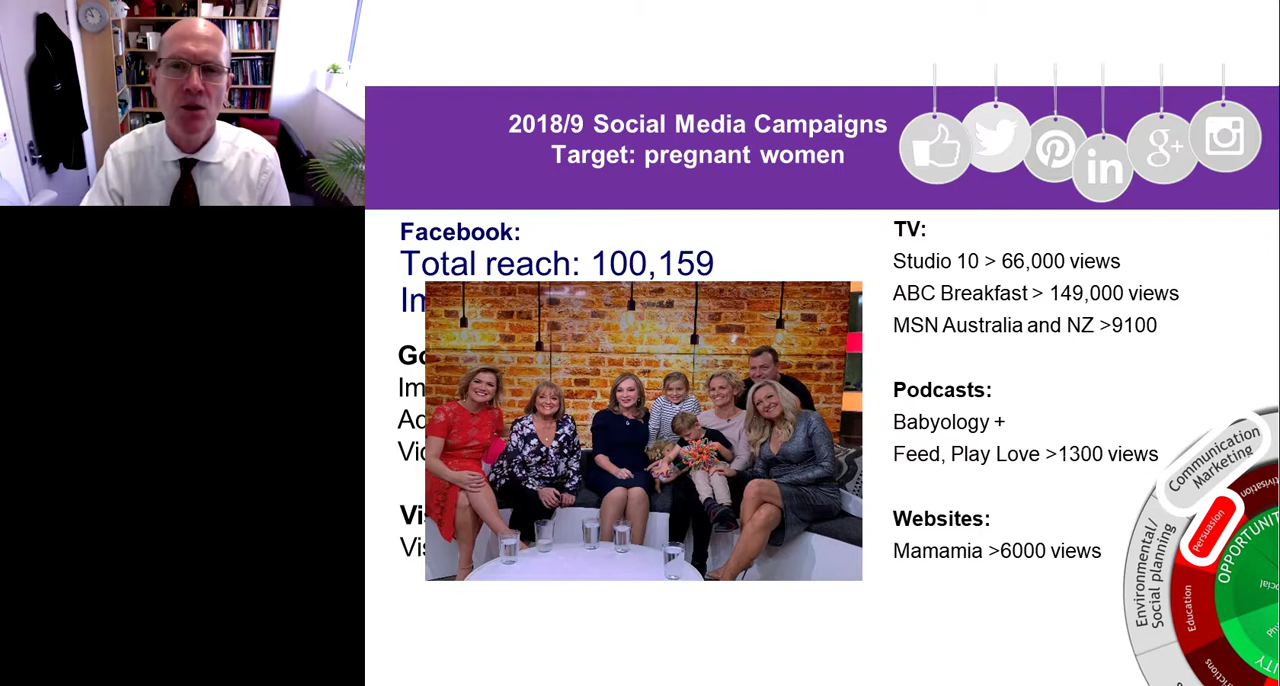 2018/9 Social Media Campaigns
Target: pregnant women
in
g+
Facebook:
Total reach: 100,159
TV:
Studio 10 > 66,000 views
ABC Breakfast > 149,000 views
MSN Australia and NZ >9100
Podcasts:
Babyology +
Feed, Play Love >1300 views
Websites:
Mamamia >6000 views
Communication
Marketing
Environmental/
Social planning
Persuasion
Education